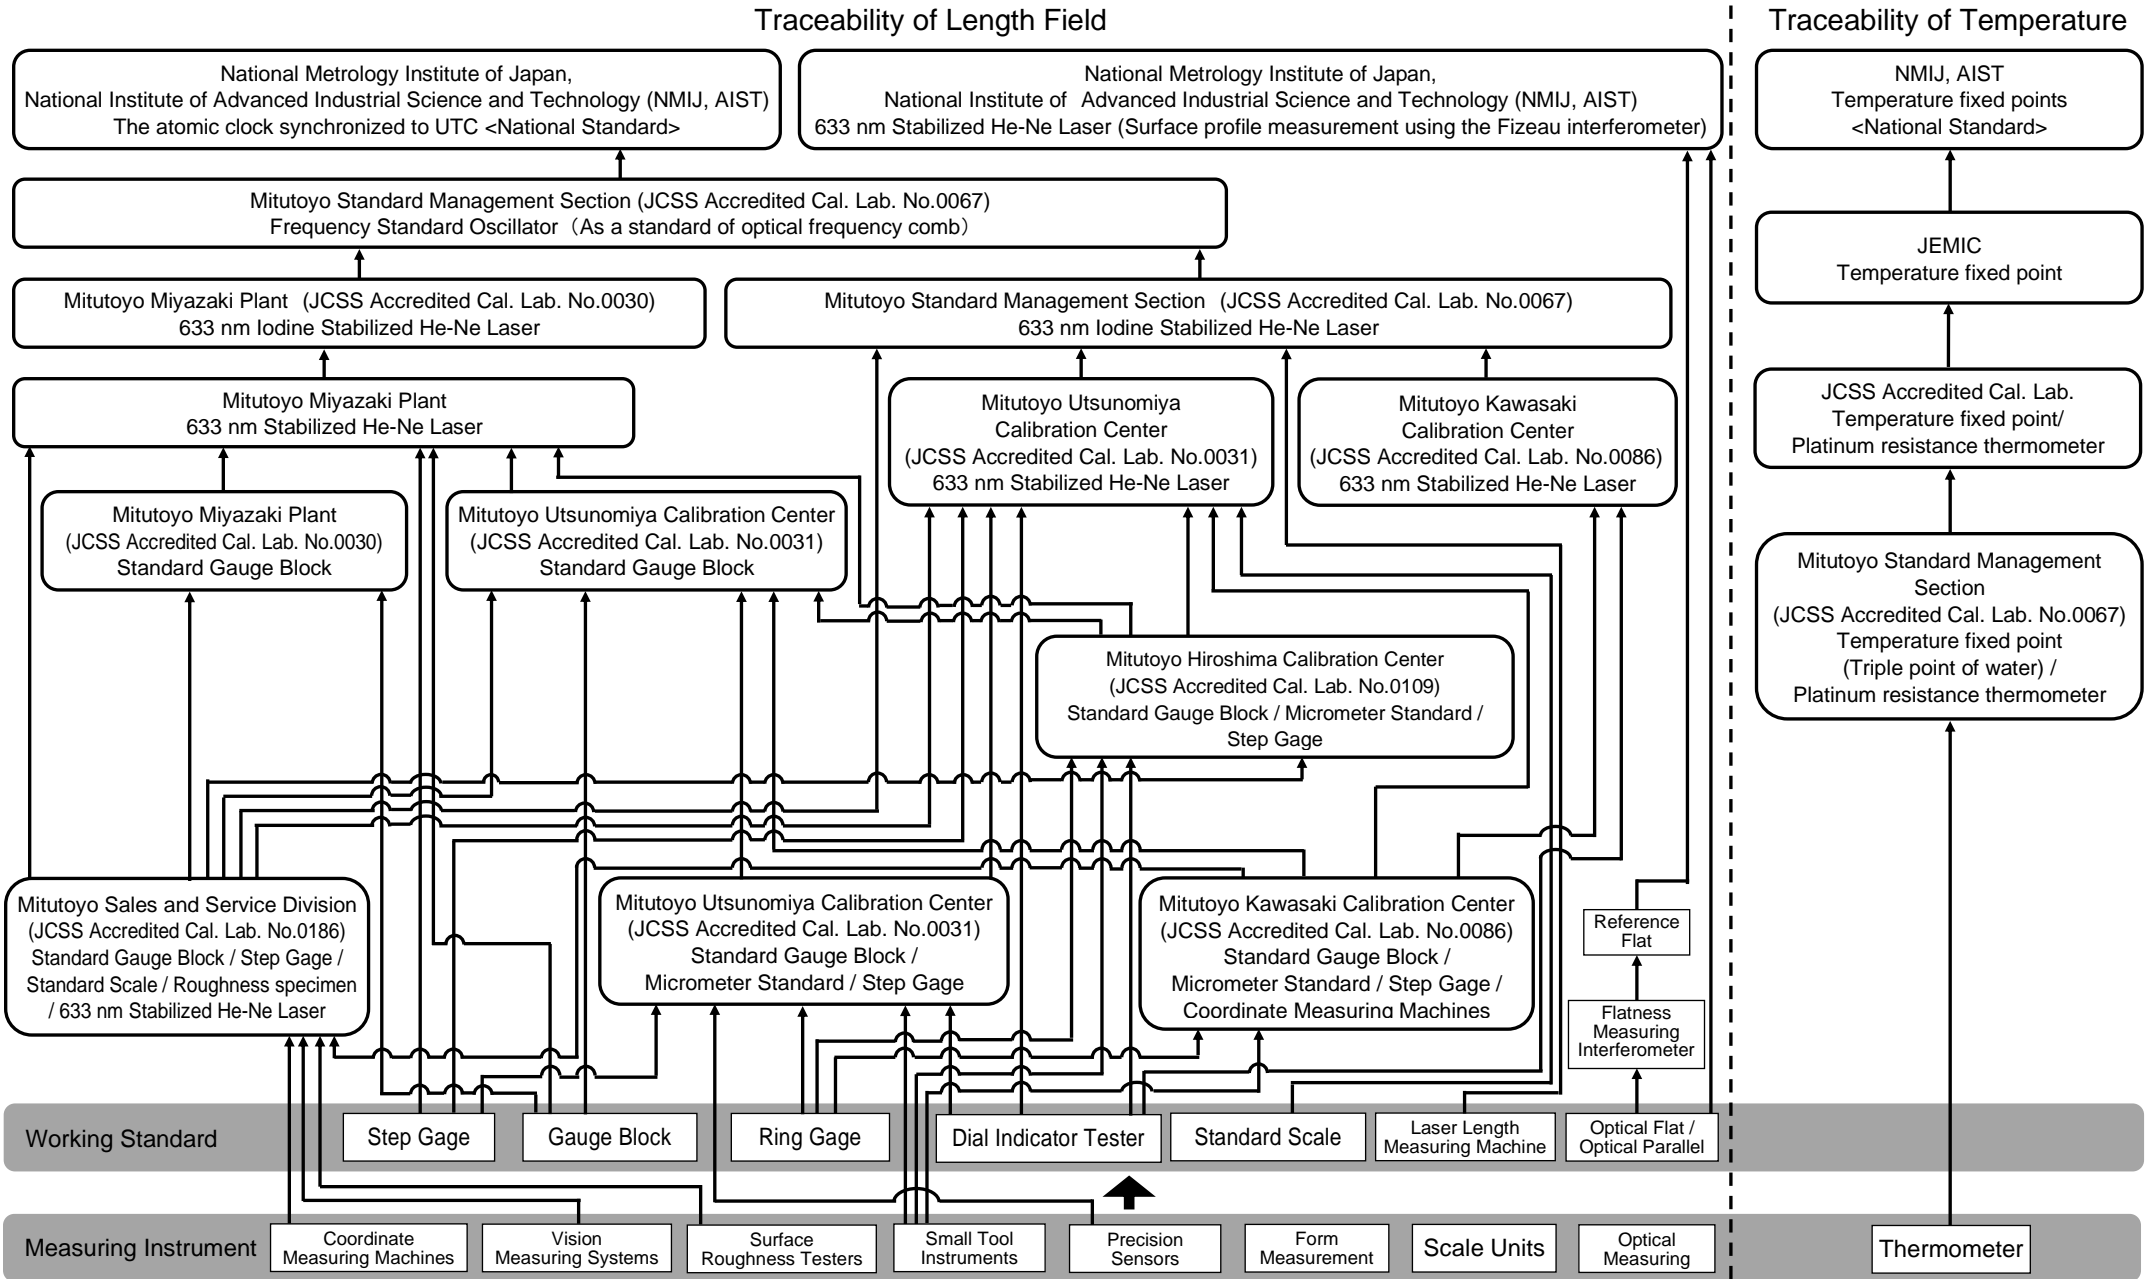 Traceability of Length Field
Traceability of Temperature
National Metrology Institute of Japan,
National Institute of Advanced Industrial Science and Technology (NMIJ, AIST)
The atomic clock synchronized to UTC <National Standard>
National Metrology Institute of Japan,
National Institute of Advanced Industrial Science and Technology (NMIJ, AIST)
633 nm Stabilized He-Ne Laser (Surface profile measurement using the Fizeau interferometer)
NMIJ, AIST
Temperature fixed points
<National Standard>
Mitutoyo Standard Management Section (JCSS Accredited Cal. Lab. No.0067)
Frequency Standard Oscillator（As a standard of optical frequency comb）
JEMIC
Temperature fixed point
Mitutoyo Miyazaki Plant (JCSS Accredited Cal. Lab. No.0030)
633 nm Iodine Stabilized He-Ne Laser
Mitutoyo Standard Management Section (JCSS Accredited Cal. Lab. No.0067)
633 nm Iodine Stabilized He-Ne Laser
Mitutoyo Miyazaki Plant
633 nm Stabilized He-Ne Laser
Mitutoyo Utsunomiya
Calibration Center
(JCSS Accredited Cal. Lab. No.0031)
633 nm Stabilized He-Ne Laser
Mitutoyo Kawasaki
Calibration Center
(JCSS Accredited Cal. Lab. No.0086)
633 nm Stabilized He-Ne Laser
JCSS Accredited Cal. Lab.
Temperature fixed point/
Platinum resistance thermometer
Mitutoyo Miyazaki Plant
(JCSS Accredited Cal. Lab. No.0030)
Standard Gauge Block
Mitutoyo Utsunomiya Calibration Center
(JCSS Accredited Cal. Lab. No.0031)
Standard Gauge Block
Mitutoyo Standard Management
Section
(JCSS Accredited Cal. Lab. No.0067)
Temperature fixed point
(Triple point of water) /
Platinum resistance thermometer
Mitutoyo Hiroshima Calibration Center
(JCSS Accredited Cal. Lab. No.0109)
Standard Gauge Block / Micrometer Standard /
Step Gage
Mitutoyo Sales and Service Division
(JCSS Accredited Cal. Lab. No.0186)
Standard Gauge Block / Step Gage /
Standard Scale / Roughness specimen
/ 633 nm Stabilized He-Ne Laser
Mitutoyo Utsunomiya Calibration Center
(JCSS Accredited Cal. Lab. No.0031)
Standard Gauge Block /
Micrometer Standard / Step Gage
Mitutoyo Kawasaki Calibration Center
(JCSS Accredited Cal. Lab. No.0086)
Standard Gauge Block /
Micrometer Standard / Step Gage /
Coordinate Measuring Machines
Reference
Flat
Flatness
Measuring
Interferometer
Working Standard
Step Gage
Gauge Block
Ring Gage
Dial Indicator Tester
Standard Scale
Laser Length
Measuring Machine
Optical Flat /
Optical Parallel
Measuring Instrument
Coordinate
Measuring Machines
Vision
Measuring Systems
Surface
Roughness Testers
Small Tool
Instruments
Precision
Sensors
Form
Measurement
Scale Units
Optical
Measuring
Thermometer